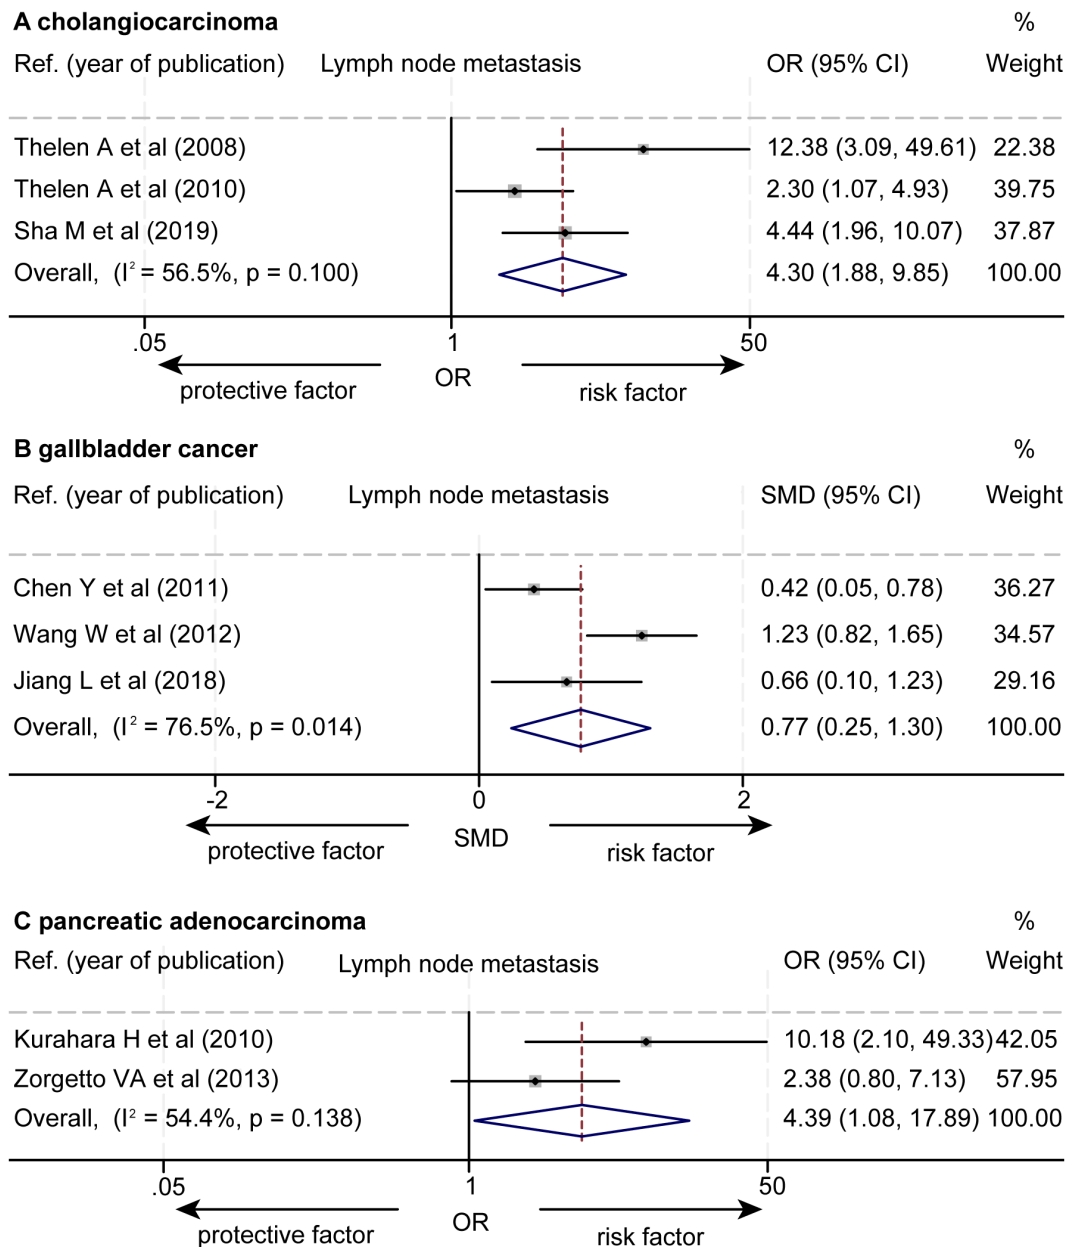 A cholangiocarcinoma %
Ref. (year of publication) Lymph node metastasis OR (95% CI) Weight
Thelen A et al (2008) 12.38 (3.09, 49.61) 22.38
Thelen A et al (2010) 2.30 (1.07, 4.93) 39.75
Sha M et al (2019) 4.44 (1.96, 10.07) 37.87
Overall, (I² = 56.5%, p = 0.100) 4.30 (1.88, 9.85) 100.00
.05 1 50
protective factor OR risk factor
B gallbladder cancer %
Ref. (year of publication) Lymph node metastasis SMD (95% CI) Weight
Chen Y et al (2011) 0.42 (0.05, 0.78) 36.27
Wang W et al (2012) 1.23 (0.82, 1.65) 34.57
Jiang L et al (2018) 0.66 (0.10, 1.23) 29.16
Overall, (I² = 76.5%, p = 0.014) 0.77 (0.25, 1.30) 100.00
-2 0 2
protective factor SMD risk factor
C pancreatic adenocarcinoma %
Ref. (year of publication) Lymph node metastasis OR (95% CI) Weight
Kurahara H et al (2010) 10.18 (2.10, 49.33) 42.05
Zorgetto VA et al (2013) 2.38 (0.80, 7.13) 57.95
Overall, (I² = 54.4%, p = 0.138) 4.39 (1.08, 17.89) 100.00
.05 1 50
protective factor OR risk factor